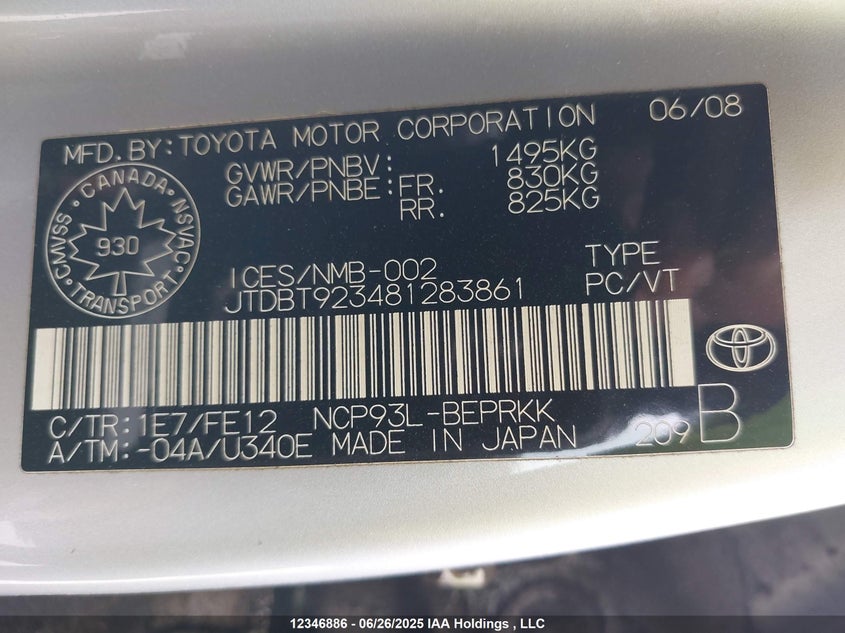 MFD.BY:TOYOTA MOTOR CORPORATION 06/08
GVWR/PNBV: 1495KG
GAWR/PNBE: FR. 830KG
RR. 825KG
CANADA
CMVSS · NSVAC
930
TRANSPORT
ICES/NMB-002 TYPE
JTDBT923481283861 PC/VT
C/TR: 1E7/FE12 NCP93L-BEPRKK
A/TM: -04A/U340E MADE IN JAPAN 209 B
12346886 - 06/26/2025 IAA Holdings , LLC